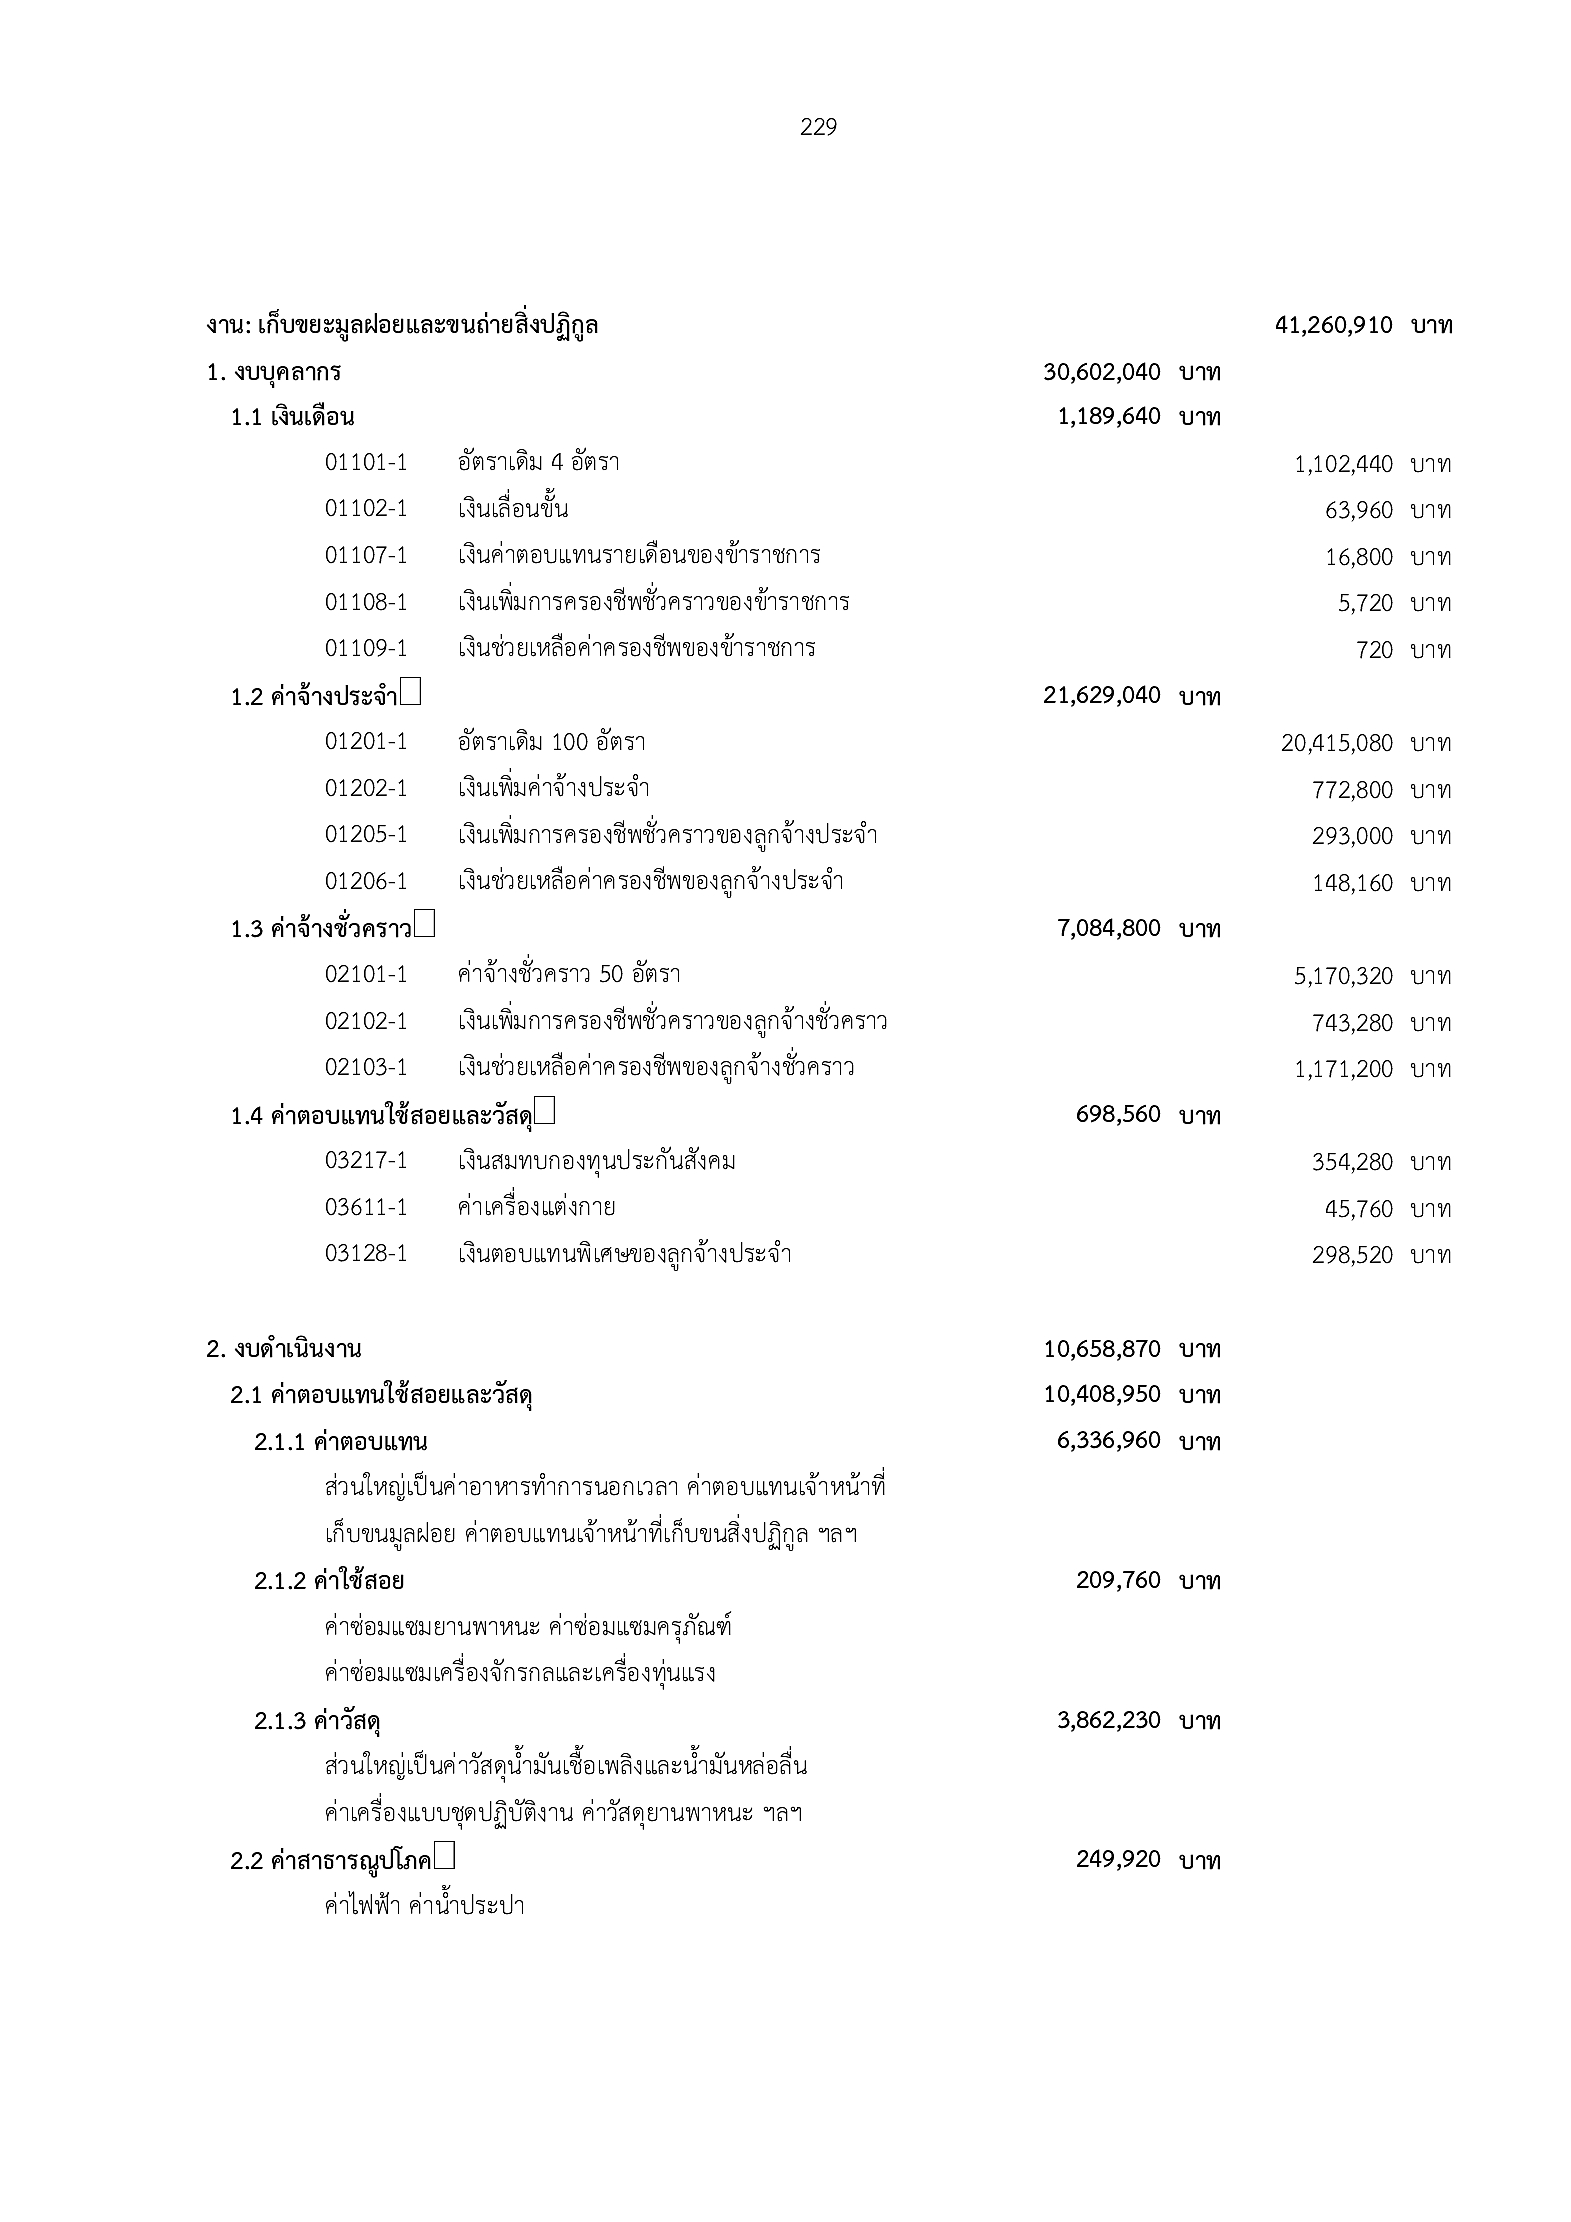 229
งาน: เก็บขยะมูลฝอยและขนถ่ายสิ่งปฏิกูล 41,260,910 บาท
1. งบบุคลากร 30,602,040 บาท
1.1 เงินเดือน 1,189,640 บาท
01101-1 อัตราเดิม 4 อัตรา 1,102,440 บาท
01102-1 เงินเลื่อนขั้น 63,960 บาท
01107-1 เงินค่าตอบแทนรายเดือนของข้าราชการ 16,800 บาท
01108-1 เงินเพิ่มการครองชีพชั่วคราวของข้าราชการ 5,720 บาท
01109-1 เงินช่วยเหลือค่าครองชีพของข้าราชการ 720 บาท
1.2 ค่าจ้างประจำ 21,629,040 บาท
01201-1 อัตราเดิม 100 อัตรา 20,415,080 บาท
01202-1 เงินเพิ่มค่าจ้างประจำ 772,800 บาท
01205-1 เงินเพิ่มการครองชีพชั่วคราวของลูกจ้างประจำ 293,000 บาท
01206-1 เงินช่วยเหลือค่าครองชีพของลูกจ้างประจำ 148,160 บาท
1.3 ค่าจ้างชั่วคราว 7,084,800 บาท
02101-1 ค่าจ้างชั่วคราว 50 อัตรา 5,170,320 บาท
02102-1 เงินเพิ่มการครองชีพชั่วคราวของลูกจ้างชั่วคราว 743,280 บาท
02103-1 เงินช่วยเหลือค่าครองชีพของลูกจ้างชั่วคราว 1,171,200 บาท
1.4 ค่าตอบแทนใช้สอยและวัสดุ 698,560 บาท
03217-1 เงินสมทบกองทุนประกันสังคม 354,280 บาท
03611-1 ค่าเครื่องแต่งกาย 45,760 บาท
03128-1 เงินตอบแทนพิเศษของลูกจ้างประจำ 298,520 บาท
2. งบดำเนินงาน 10,658,870 บาท
2.1 ค่าตอบแทนใช้สอยและวัสดุ 10,408,950 บาท
2.1.1 ค่าตอบแทน 6,336,960 บาท
ส่วนใหญ่เป็นค่าอาหารทำการนอกเวลา ค่าตอบแทนเจ้าหน้าที่
เก็บขนมูลฝอย ค่าตอบแทนเจ้าหน้าที่เก็บขนสิ่งปฏิกูล ฯลฯ
2.1.2 ค่าใช้สอย 209,760 บาท
ค่าซ่อมแซมยานพาหนะ ค่าซ่อมแซมครุภัณฑ์
ค่าซ่อมแซมเครื่องจักรกลและเครื่องทุ่นแรง
2.1.3 ค่าวัสดุ 3,862,230 บาท
ส่วนใหญ่เป็นค่าวัสดุน้ำมันเชื้อเพลิงและน้ำมันหล่อลื่น
ค่าเครื่องแบบชุดปฏิบัติงาน ค่าวัสดุยานพาหนะ ฯลฯ
2.2 ค่าสาธารณูปโภค 249,920 บาท
ค่าไฟฟ้า ค่าน้ำประปา